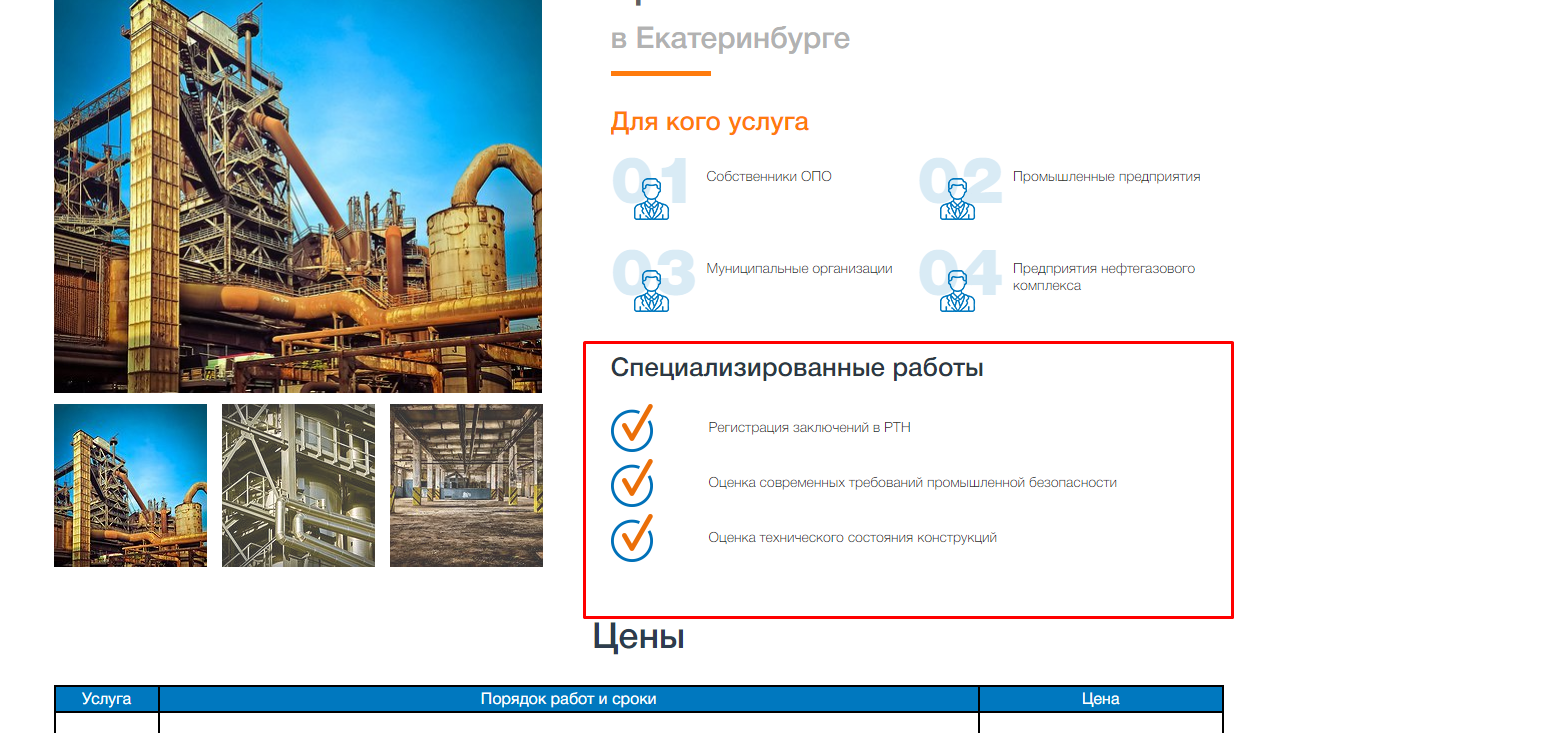 в Екатеринбурге
Для кого услуга
01
Собственники ОПО
02
Промышленные предприятия
03
Муниципальные организации
04
Предприятия нефтегазового
комплекса
Специализированные работы
Регистрация заключений в РТН
Оценка современных требований промышленной безопасности
Оценка технического состояния конструкций
Цены
Услуга
Порядок работ и сроки
Цена